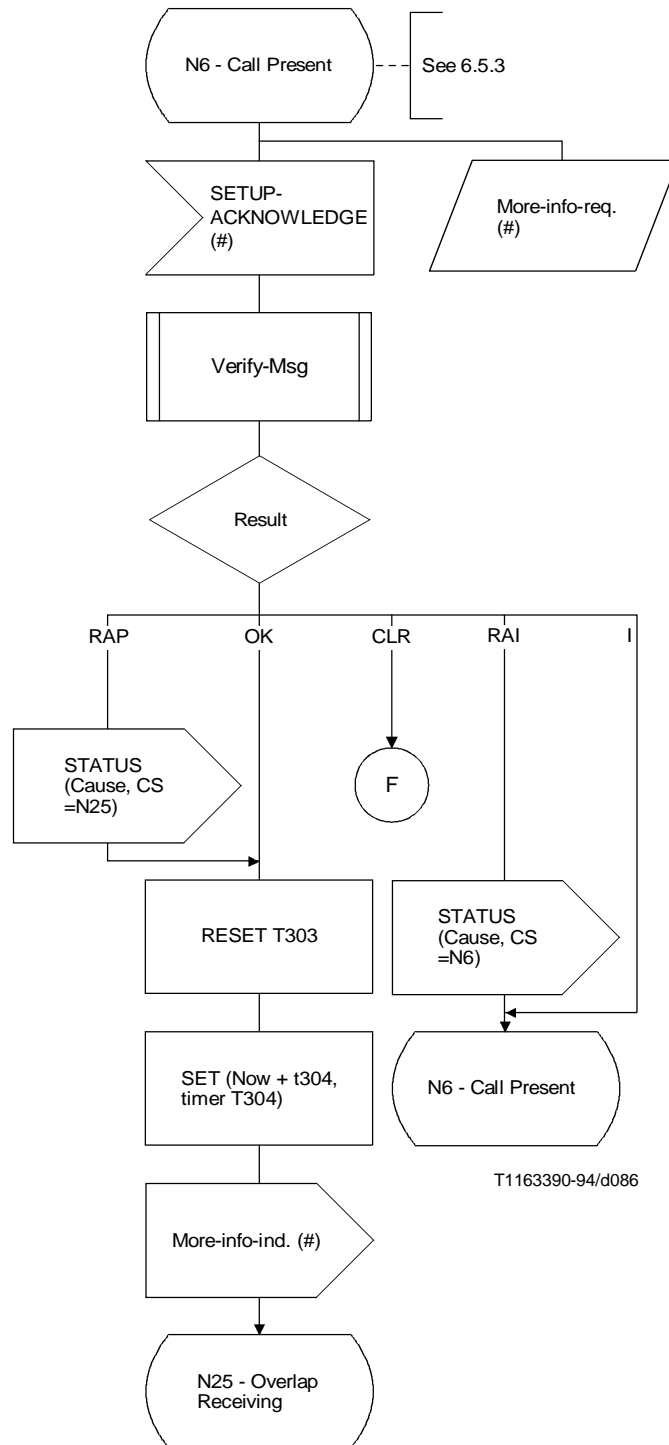 N6 - Call Present
See 6.5.3
SETUP-
ACKNOWLEDGE
(#)
More-info-req.
(#)
Verify-Msg
Result
RAP
OK
CLR
RAI
I
STATUS
(Cause, CS
=N25)
F
RESET T303
STATUS
(Cause, CS
=N6)
SET (Now + t304,
timer T304)
N6 - Call Present
T1163390-94/d086
More-info-ind. (#)
N25 - Overlap
Receiving